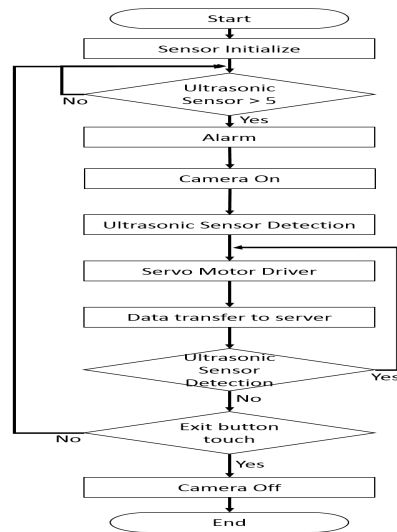 Start
Sensor Initialize
Ultrasonic
Sensor > 5
No
Yes
Alarm
Camera On
Ultrasonic Sensor Detection
Servo Motor Driver
Data transfer to server
Ultrasonic
Sensor
Detection
Yes
No
Exit button
touch
No
Yes
Camera Off
End